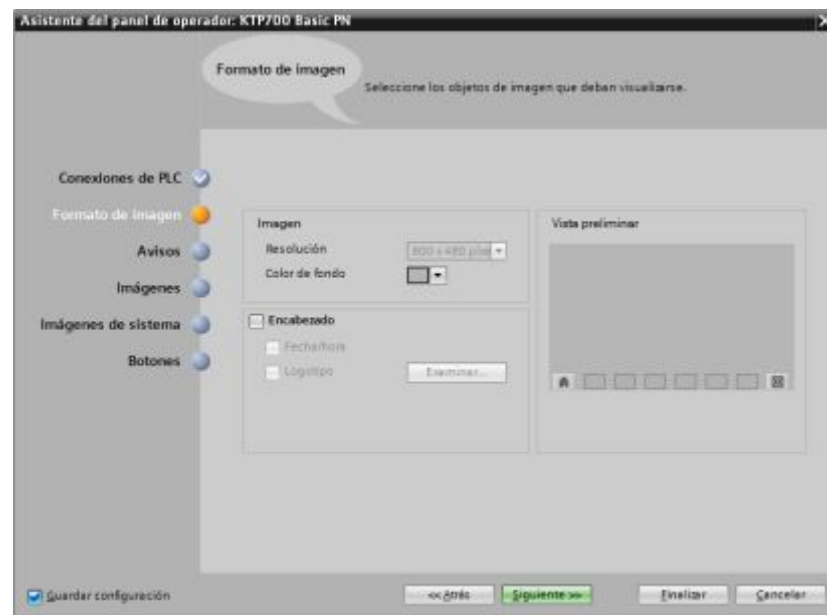 Asistente del panel de operador: KTP700 Basic PN
Formato de imagen
Seleccione los objetos de imagen que deban visualizarse.
Conexiones de PLC
Formato de imagen
Avisos
Imágenes
Imágenes de sistema
Botones
Imagen
Resolución
800 x 480 píxel
Color de fondo
Encabezado
Fecha/hora
Logotipo
Examinar...
Vista preliminar
Guardar configuración
<< Atrás
Siguiente >>
Finalizar
Cancelar